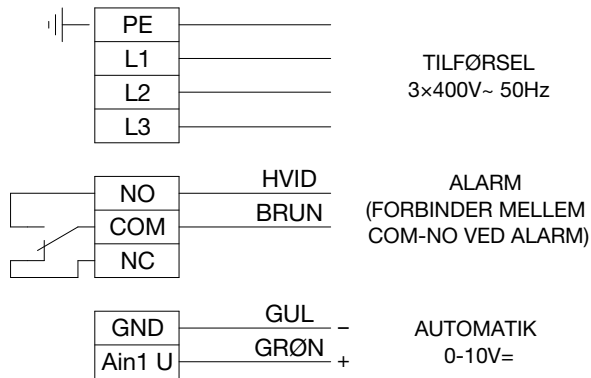 PE
L1
L2
L3
TILFØRSEL
3×400V~ 50Hz
NO
COM
NC
HVID
BRUN
ALARM
(FORBINDER MELLEM
COM-NO VED ALARM)
GND
Ain1 U
GUL –
GRØN +
AUTOMATIK
0-10V=